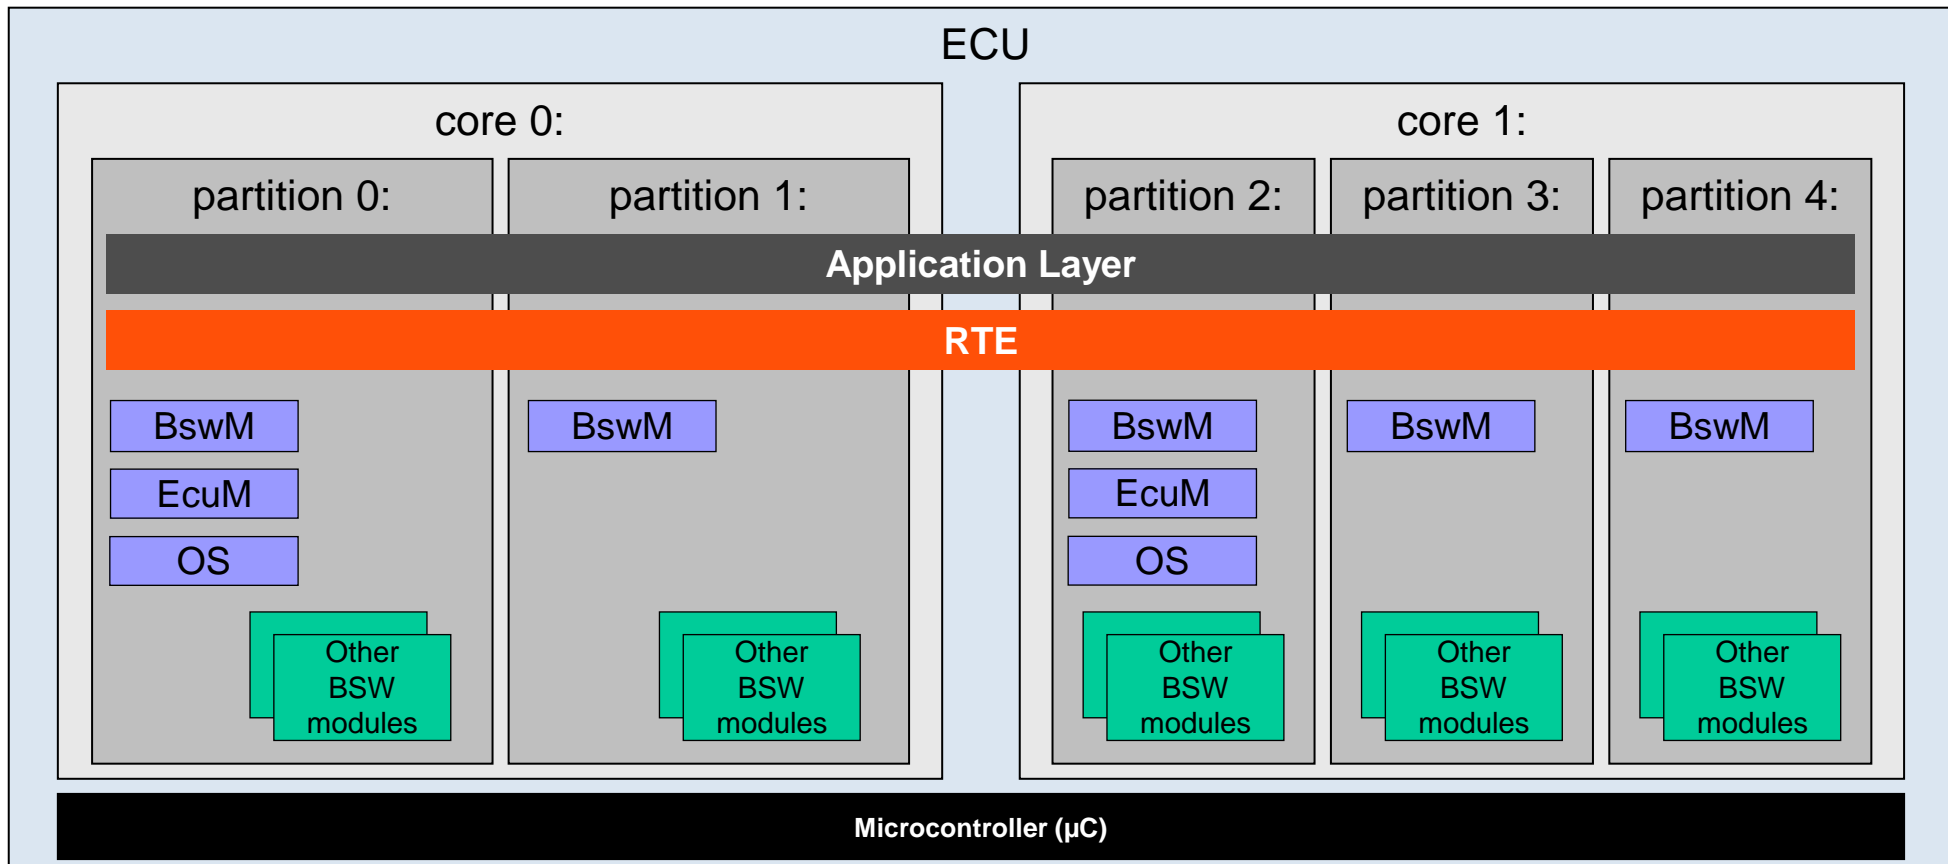 ECU
core 0:
core 1:
partition 0:
partition 1:
partition 2:
partition 3:
partition 4:
Application Layer
RTE
BswM
BswM
BswM
BswM
BswM
EcuM
EcuM
OS
OS
Other
BSW
modules
Other
BSW
modules
Other
BSW
modules
Other
BSW
modules
Other
BSW
modules
Microcontroller (µC)